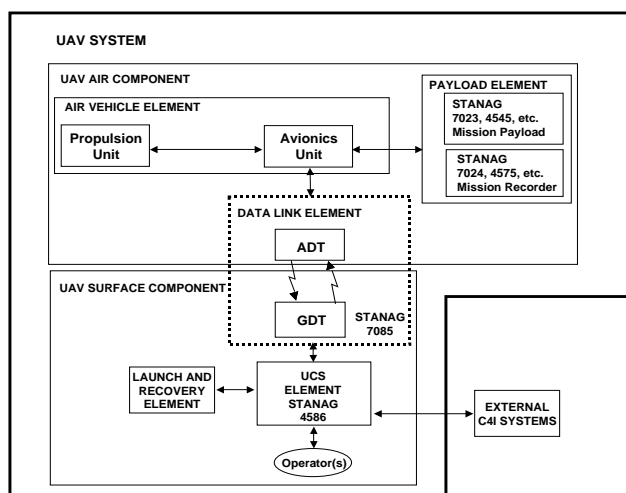 UAV SYSTEM
UAV AIR COMPONENT
AIR VEHICLE ELEMENT
Propulsion
Unit
Avionics
Unit
PAYLOAD ELEMENT
STANAG
7023, 4545, etc.
Mission Payload
STANAG
7024, 4575, etc.
Mission Recorder
DATA LINK ELEMENT
ADT
UAV SURFACE COMPONENT
GDT
STANAG
7085
LAUNCH AND
RECOVERY
ELEMENT
UCS
ELEMENT
STANAG
4586
EXTERNAL
C4I SYSTEMS
Operator(s)